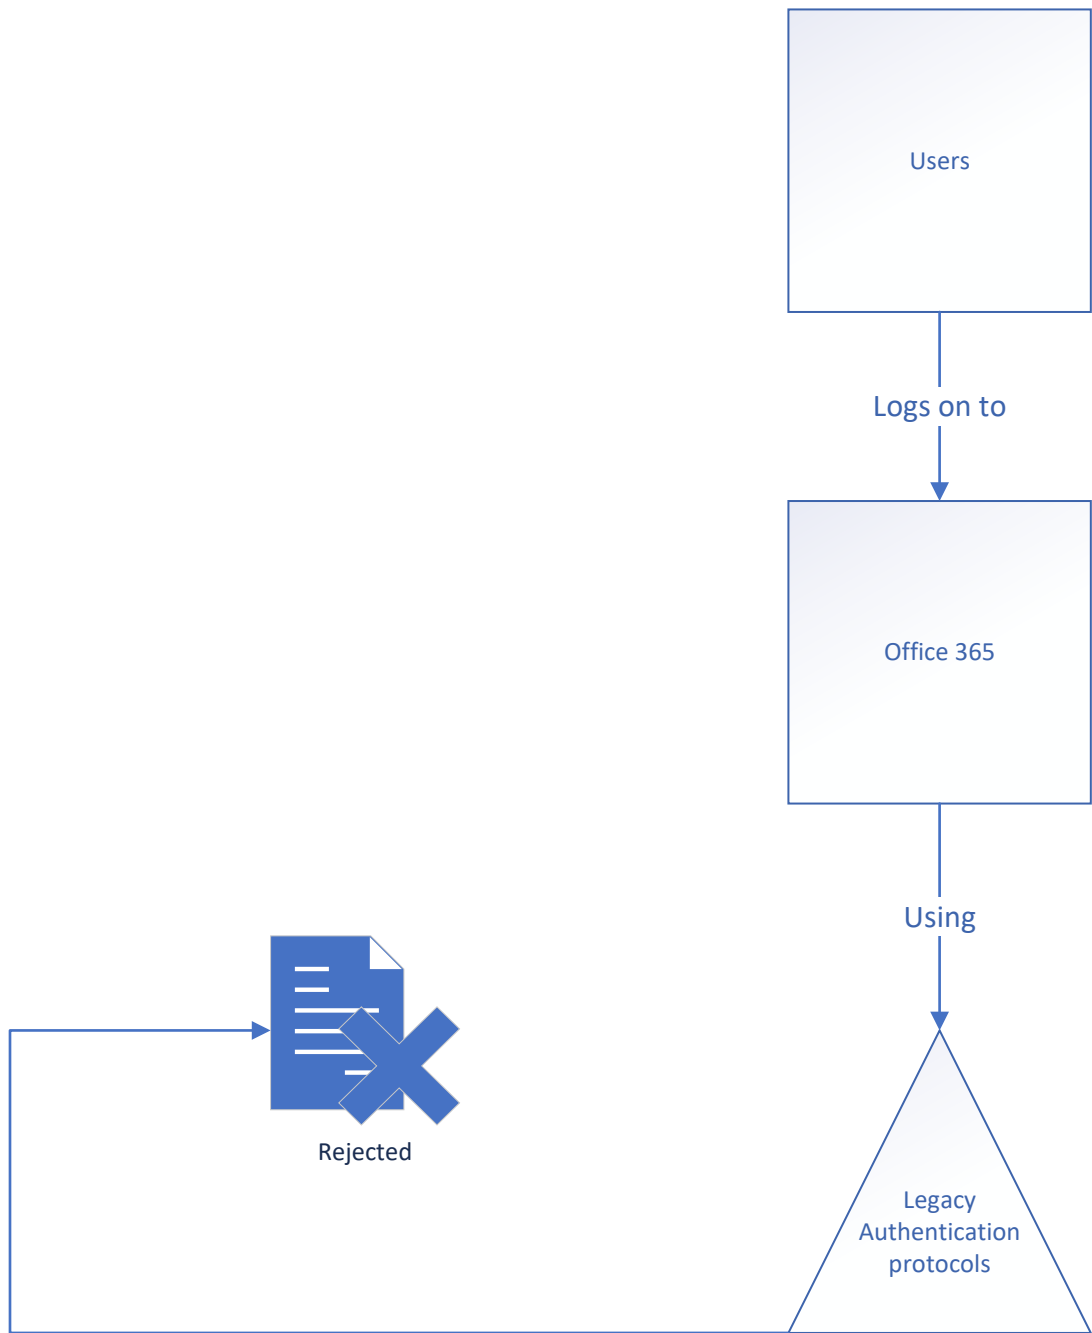 Users
Logs on to
Office 365
Using
Rejected
Legacy
Authentication
protocols